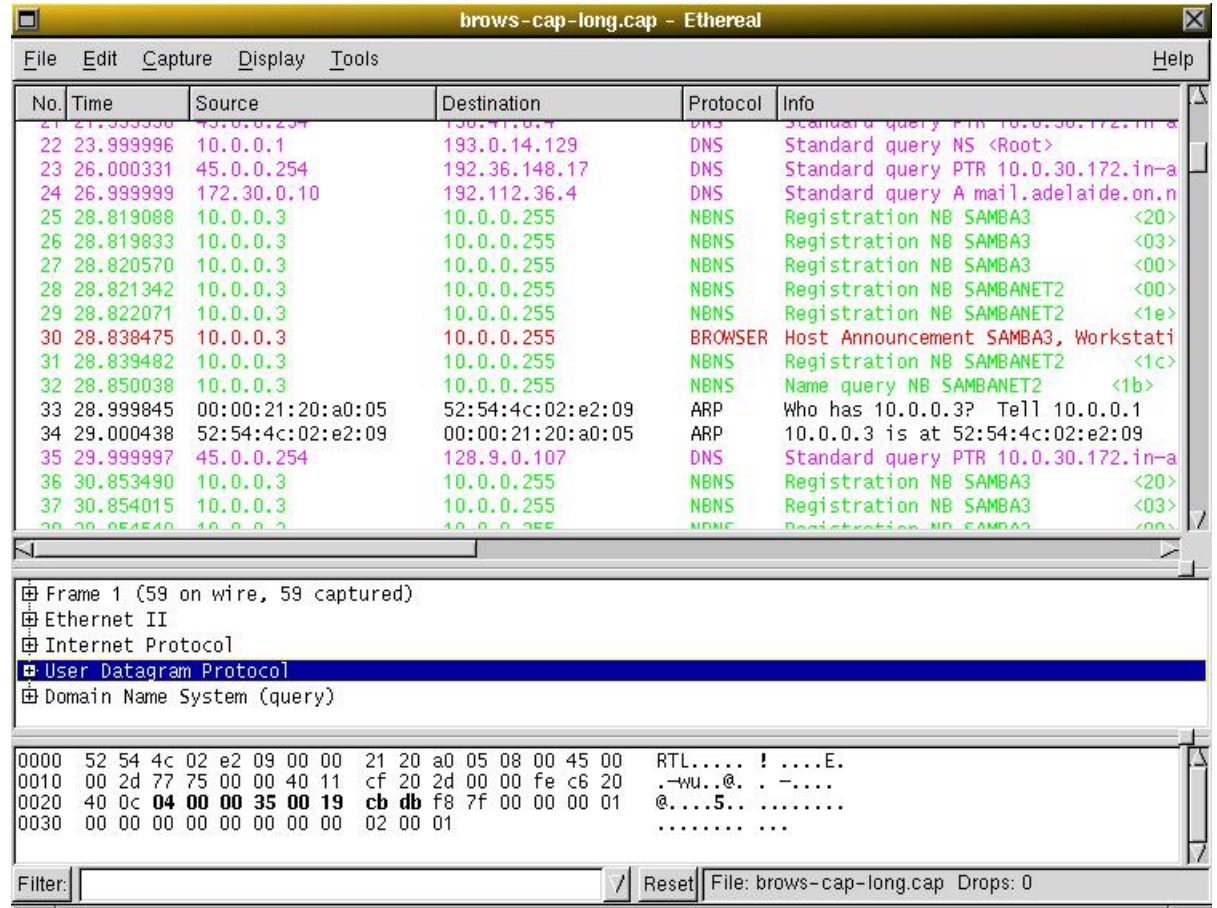 brows-cap-long.cap - Ethereal
File Edit Capture Display Tools Help
No. Time Source Destination Protocol Info
22 23.999996 10.0.0.1 193.0.14.129 DNS Standard query NS <Root>
23 26.000331 45.0.0.254 192.36.148.17 DNS Standard query PTR 10.0.30.172.in-a
24 26.999999 172.30.0.10 192.112.36.4 DNS Standard query A mail.adelaide.on.n
25 28.819088 10.0.0.3 10.0.0.255 NBNS Registration NB SAMBA3 <20>
26 28.819833 10.0.0.3 10.0.0.255 NBNS Registration NB SAMBA3 <03>
27 28.820570 10.0.0.3 10.0.0.255 NBNS Registration NB SAMBA3 <00>
28 28.821342 10.0.0.3 10.0.0.255 NBNS Registration NB SAMBANET2 <00>
29 28.822071 10.0.0.3 10.0.0.255 NBNS Registration NB SAMBANET2 <1e>
30 28.838475 10.0.0.3 10.0.0.255 BROWSER Host Announcement SAMBA3, Workstati
31 28.839482 10.0.0.3 10.0.0.255 NBNS Registration NB SAMBANET2 <1c>
32 28.850038 10.0.0.3 10.0.0.255 NBNS Name query NB SAMBANET2 <1b>
33 28.999845 00:00:21:20:a0:05 52:54:4c:02:e2:09 ARP Who has 10.0.0.3? Tell 10.0.0.1
34 29.000438 52:54:4c:02:e2:09 00:00:21:20:a0:05 ARP 10.0.0.3 is at 52:54:4c:02:e2:09
35 29.999997 45.0.0.254 128.9.0.107 DNS Standard query PTR 10.0.30.172.in-a
36 30.853490 10.0.0.3 10.0.0.255 NBNS Registration NB SAMBA3 <20>
37 30.854015 10.0.0.3 10.0.0.255 NBNS Registration NB SAMBA3 <03>
Frame 1 (59 on wire, 59 captured)
Ethernet II
Internet Protocol
User Datagram Protocol
Domain Name System (query)
0000 52 54 4c 02 e2 09 00 00 21 20 a0 05 08 00 45 00 RTL..... ! ....E.
0010 00 2d 77 75 00 00 40 11 cf 20 2d 00 00 fe c6 20 .-wu..@. . -....
0020 40 0c 04 00 00 35 00 19 cb db f8 7f 00 00 00 01 @....5.. ........
0030 00 00 00 00 00 00 00 00 02 00 01 ........ ...
Filter: Reset File: brows-cap-long.cap Drops: 0